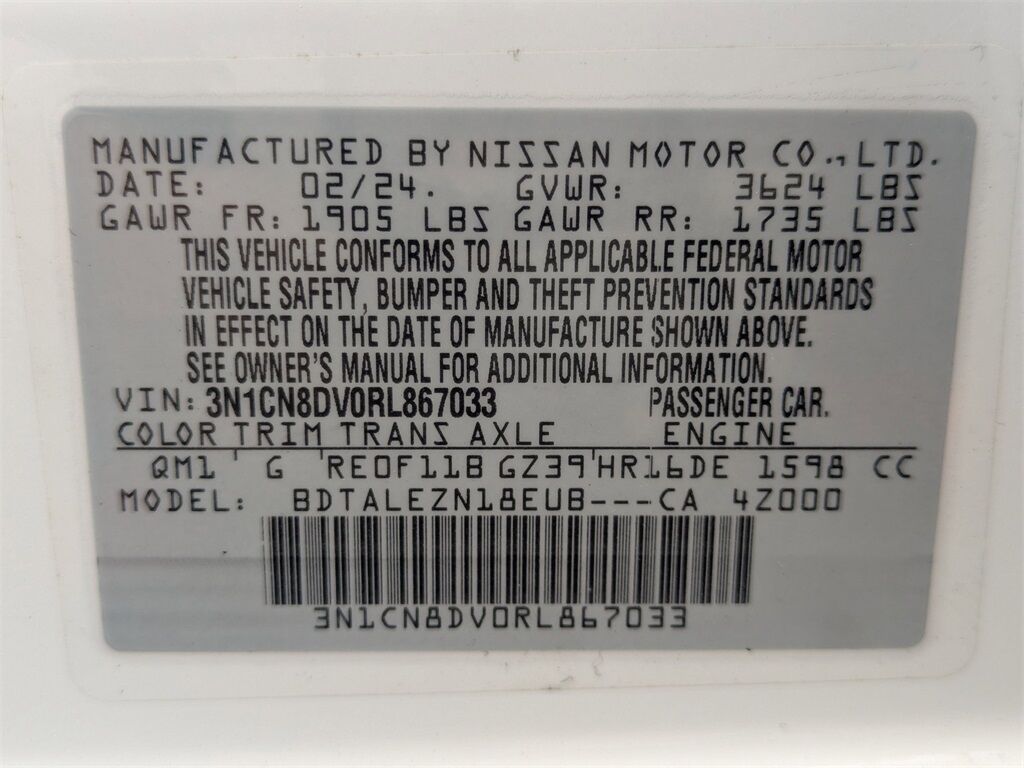 MANUFACTURED BY NISSAN MOTOR CO.,LTD.
DATE: 02/24. GVWR: 3624 LBS
GAWR FR: 1905 LBS GAWR RR: 1735 LBS
THIS VEHICLE CONFORMS TO ALL APPLICABLE FEDERAL MOTOR
VEHICLE SAFETY, BUMPER AND THEFT PREVENTION STANDARDS
IN EFFECT ON THE DATE OF MANUFACTURE SHOWN ABOVE.
SEE OWNER'S MANUAL FOR ADDITIONAL INFORMATION.
VIN: 3N1CN8DV0RL867033 PASSENGER CAR.
COLOR TRIM TRANS AXLE ENGINE
QM1 ' G ' RE0F11B GZ39'HR16DE 1598 CC
MODEL: BDTALEZN18EUB---CA 4Z000
3N1CN8DV0RL867033